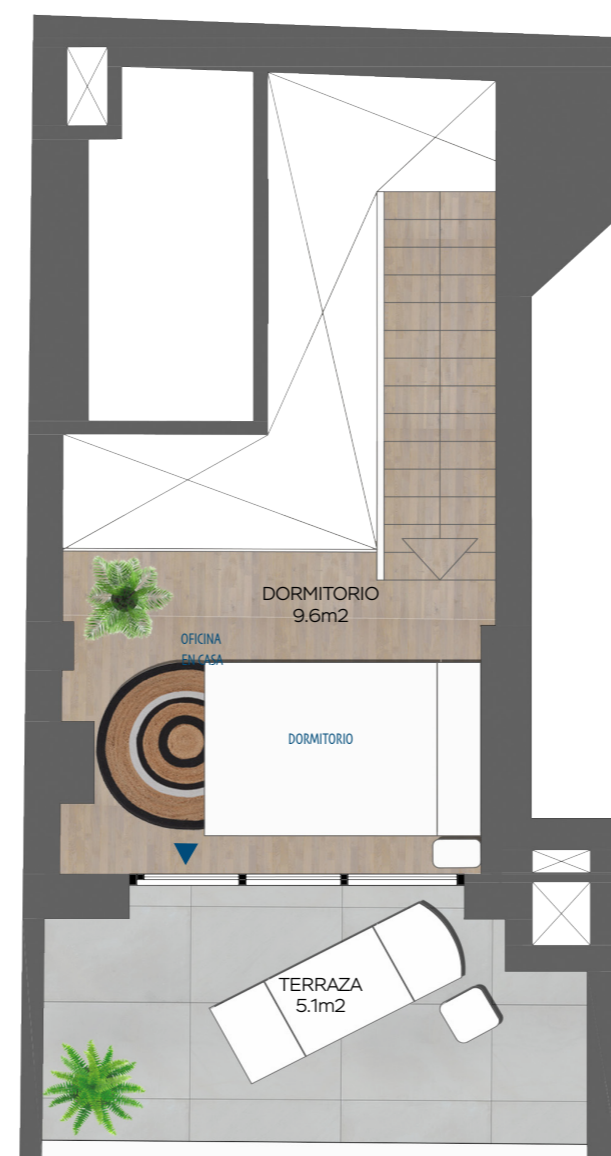 DORMITORIO
9.6m2
OFICINA
EN CASA
DORMITORIO
TERRAZA
5.1m2